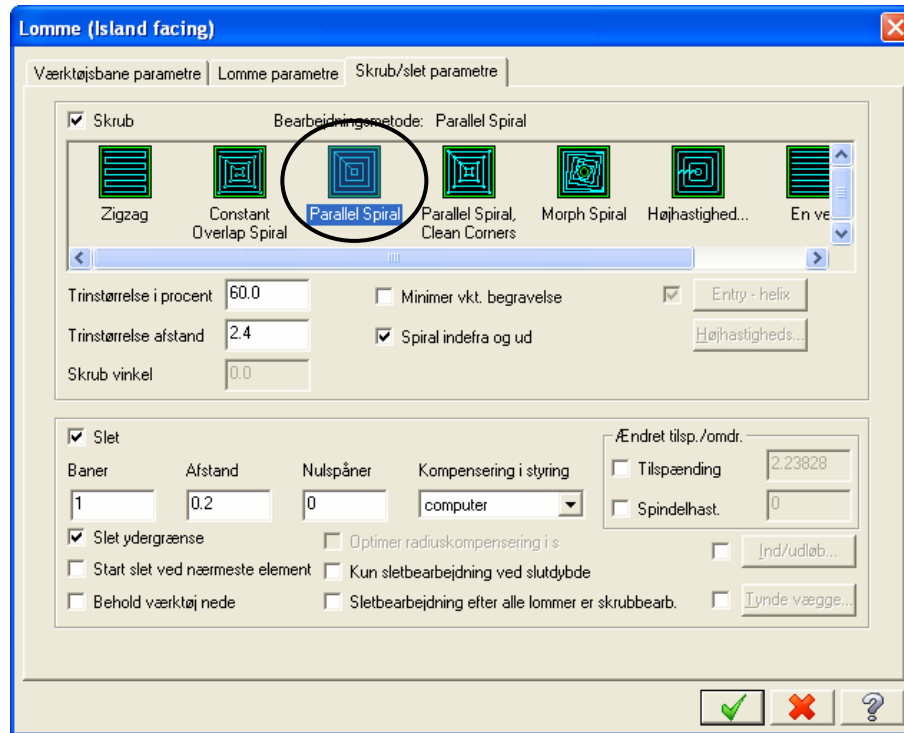 Lomme (Island facing)
Værktøjsbane parametre Lomme parametre Skrub/slet parametre
Skrub Bearbejdningsmetode: Parallel Spiral
Zigzag Constant Overlap Spiral Parallel Spiral Parallel Spiral, Clean Corners Morph Spiral Højhastighed... En ve
Trinstørrelse i procent 60.0 Minimer vkt. begravelse Entry - helix
Trinstørrelse afstand 2.4 Spiral indefra og ud Højhastigheds...
Skrub vinkel 0.0
Slet Ændret tilsp./omdr.
Baner Afstand Nulspåner Kompensering i styring Tilspænding 2.23828
1 0.2 0 computer Spindelhast. 0
Slet ydergrænse Optimer radiuskompensering i s Ind/udløb...
Start slet ved nærmeste element Kun sletbearbejdning ved slutdybde
Behold værktøj nede Sletbearbejdning efter alle lommer er skrubbearb. Tynde vægge...